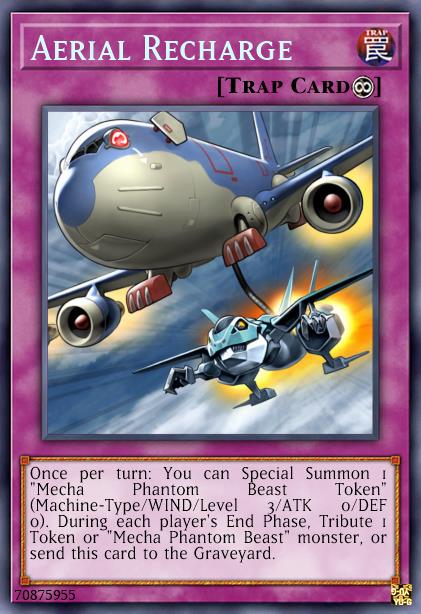 Aerial Recharge
TRAP
罠
[Trap Card]
Once per turn: You can Special Summon 1
"Mecha Phantom Beast Token"
(Machine-Type/WIND/Level 3/ATK 0/DEF
0). During each player's End Phase, Tribute 1
Token or "Mecha Phantom Beast" monster, or
send this card to the Graveyard.
70875955